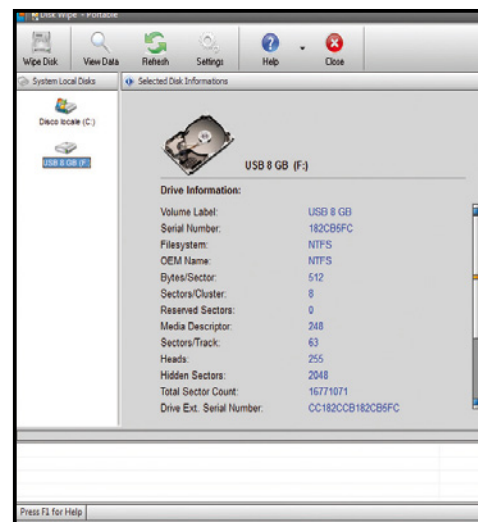 Disk Wipe - Portable
Wipe Disk View Data Refresh Settings Help Close
System Local Disks
Selected Disk Informations
Disco locale (C:)
USB 8 GB (F:)
USB 8 GB (F:)
Drive Information:
Volume Label: USB 8 GB
Serial Number: 182CB5FC
Filesystem: NTFS
OEM Name: NTFS
Bytes/Sector: 512
Sectors/Cluster: 8
Reserved Sectors: 0
Media Descriptor: 248
Sectors/Track: 63
Heads: 255
Hidden Sectors: 2048
Total Sector Count: 16771071
Drive Ext. Serial Number: CC182CCB182CB5FC
Press F1 for Help